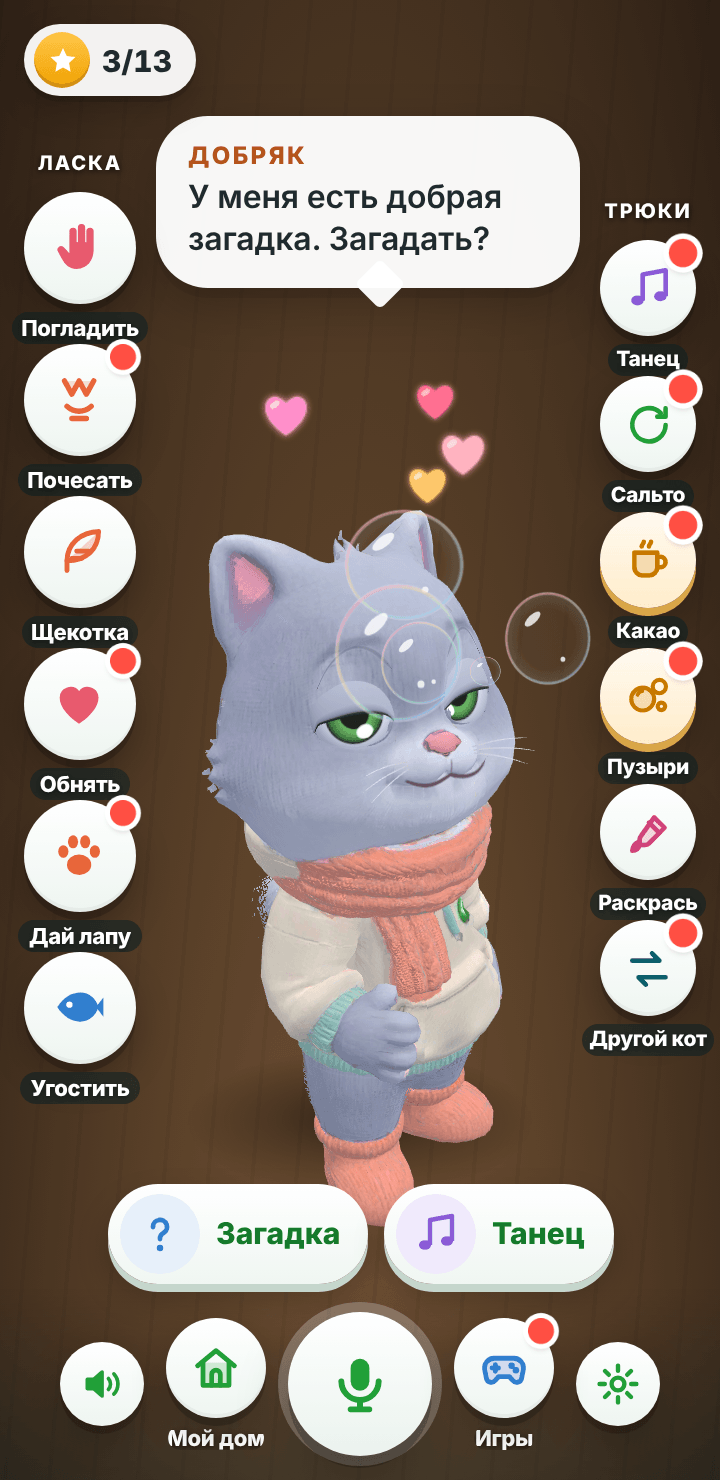 3/13
ЛАСКА
ДОБРЯК
У меня есть добрая
загадка. Загадать?
ТРЮКИ
Погладить
Танец
Почесать
Сальто
Щекотка
Какао
Обнять
Пузыри
Дай лапу
Раскрась
Угостить
Другой кот
Загадка
Танец
Мой дом
Игры